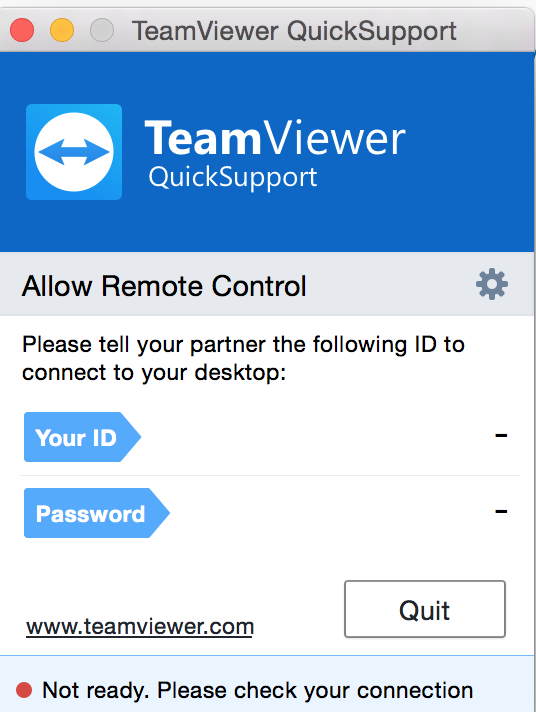 TeamViewer QuickSupport
TeamViewer
QuickSupport
Allow Remote Control
Please tell your partner the following ID to
connect to your desktop:
Your ID -
Password -
Quit
www.teamviewer.com
Not ready. Please check your connection